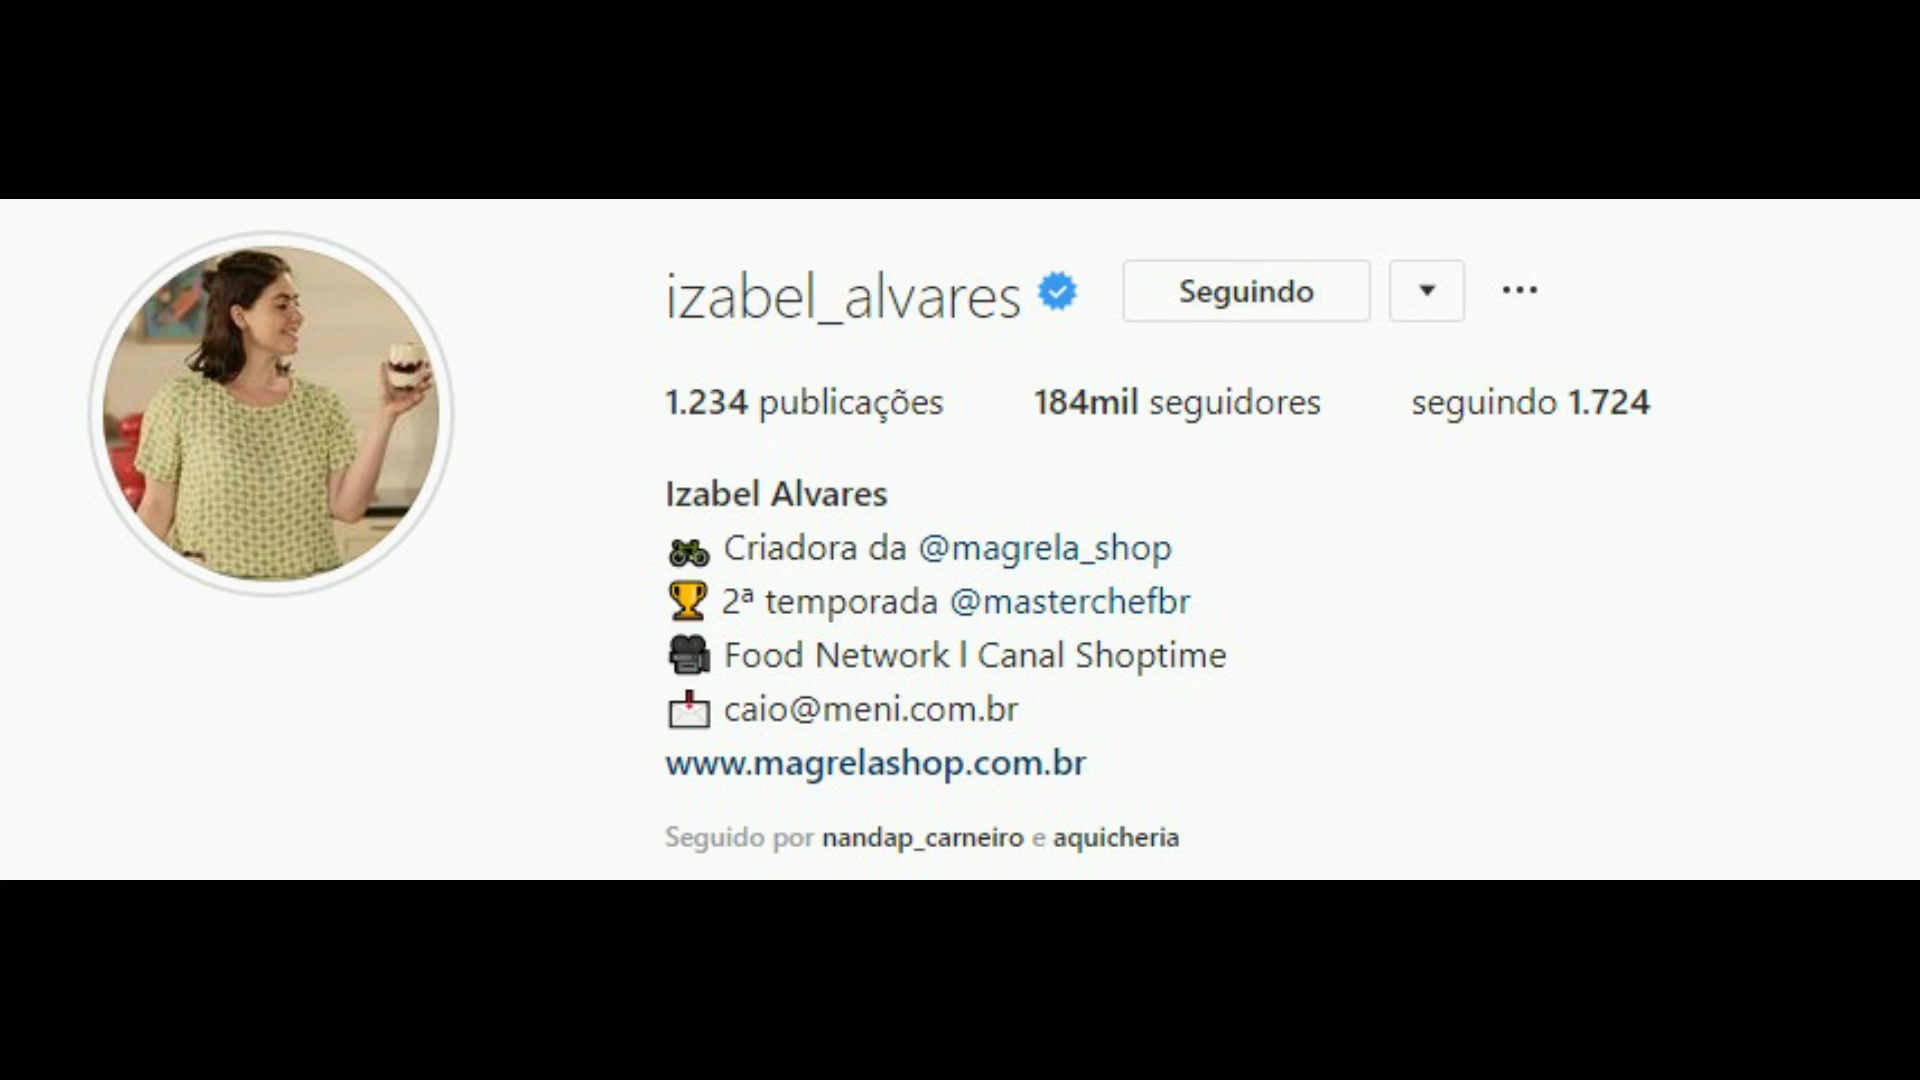 izabel_alvares Seguindo
1.234 publicações 184mil seguidores seguindo 1.724
Izabel Alvares
Criadora da @magrela_shop
2ª temporada @masterchefbr
Food Network l Canal Shoptime
caio@meni.com.br
www.magrelashop.com.br
Seguido por nandap_carneiro e aquicheria